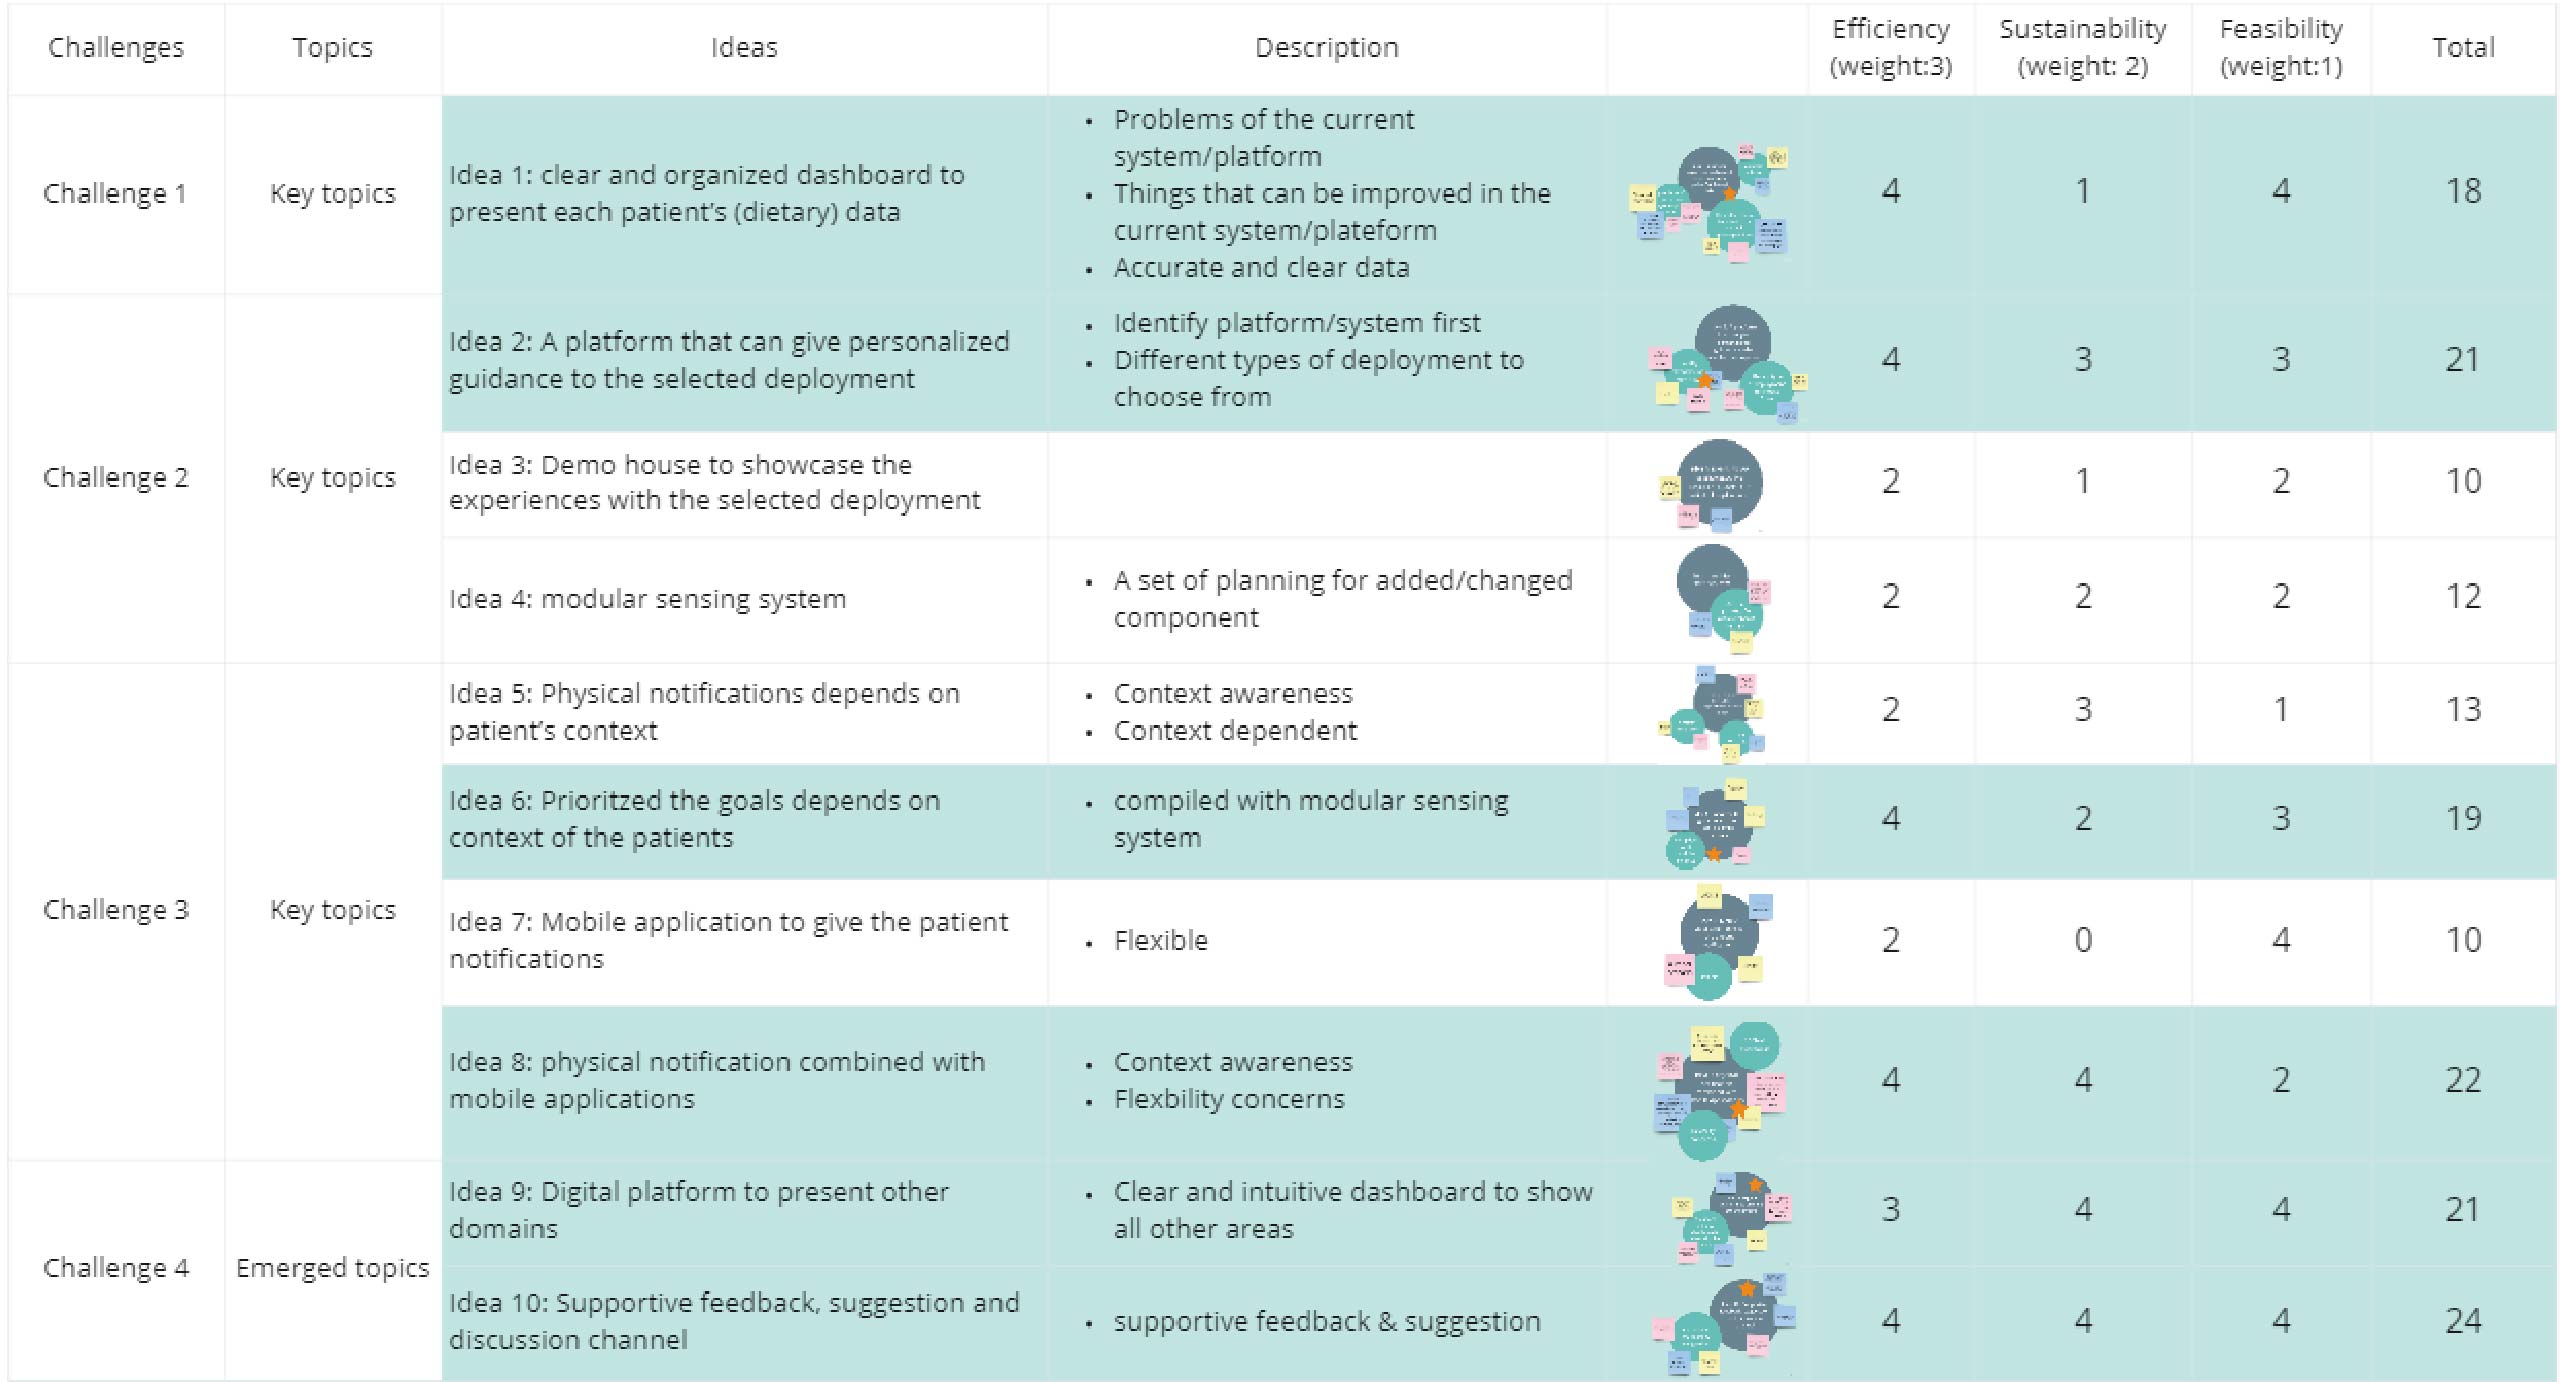 Challenges
Topics
Ideas
Description
Efficiency
(weight:3)
Sustainability
(weight: 2)
Feasibility
(weight:1)
Total
Challenge 1
Key topics
Idea 1: clear and organized dashboard to
present each patient's (dietary) data
• Problems of the current
system/platform
• Things that can be improved in the
current system/plateform
• Accurate and clear data
4
1
4
18
Challenge 2
Key topics
Idea 2: A platform that can give personalized
guidance to the selected deployment
• Identify platform/system first
• Different types of deployment to
choose from
4
3
3
21
Idea 3: Demo house to showcase the
experiences with the selected deployment
2
1
2
10
Idea 4: modular sensing system
• A set of planning for added/changed
component
2
2
2
12
Challenge 3
Key topics
Idea 5: Physical notifications depends on
patient's context
• Context awareness
• Context dependent
2
3
1
13
Idea 6: Prioritzed the goals depends on
context of the patients
• compiled with modular sensing
system
4
2
3
19
Idea 7: Mobile application to give the patient
notifications
• Flexible
2
0
4
10
Idea 8: physical notification combined with
mobile applications
• Context awareness
• Flexbility concerns
4
4
2
22
Challenge 4
Emerged topics
Idea 9: Digital platform to present other
domains
• Clear and intuitive dashboard to show
all other areas
3
4
4
21
Idea 10: Supportive feedback, suggestion and
discussion channel
• supportive feedback & suggestion
4
4
4
24